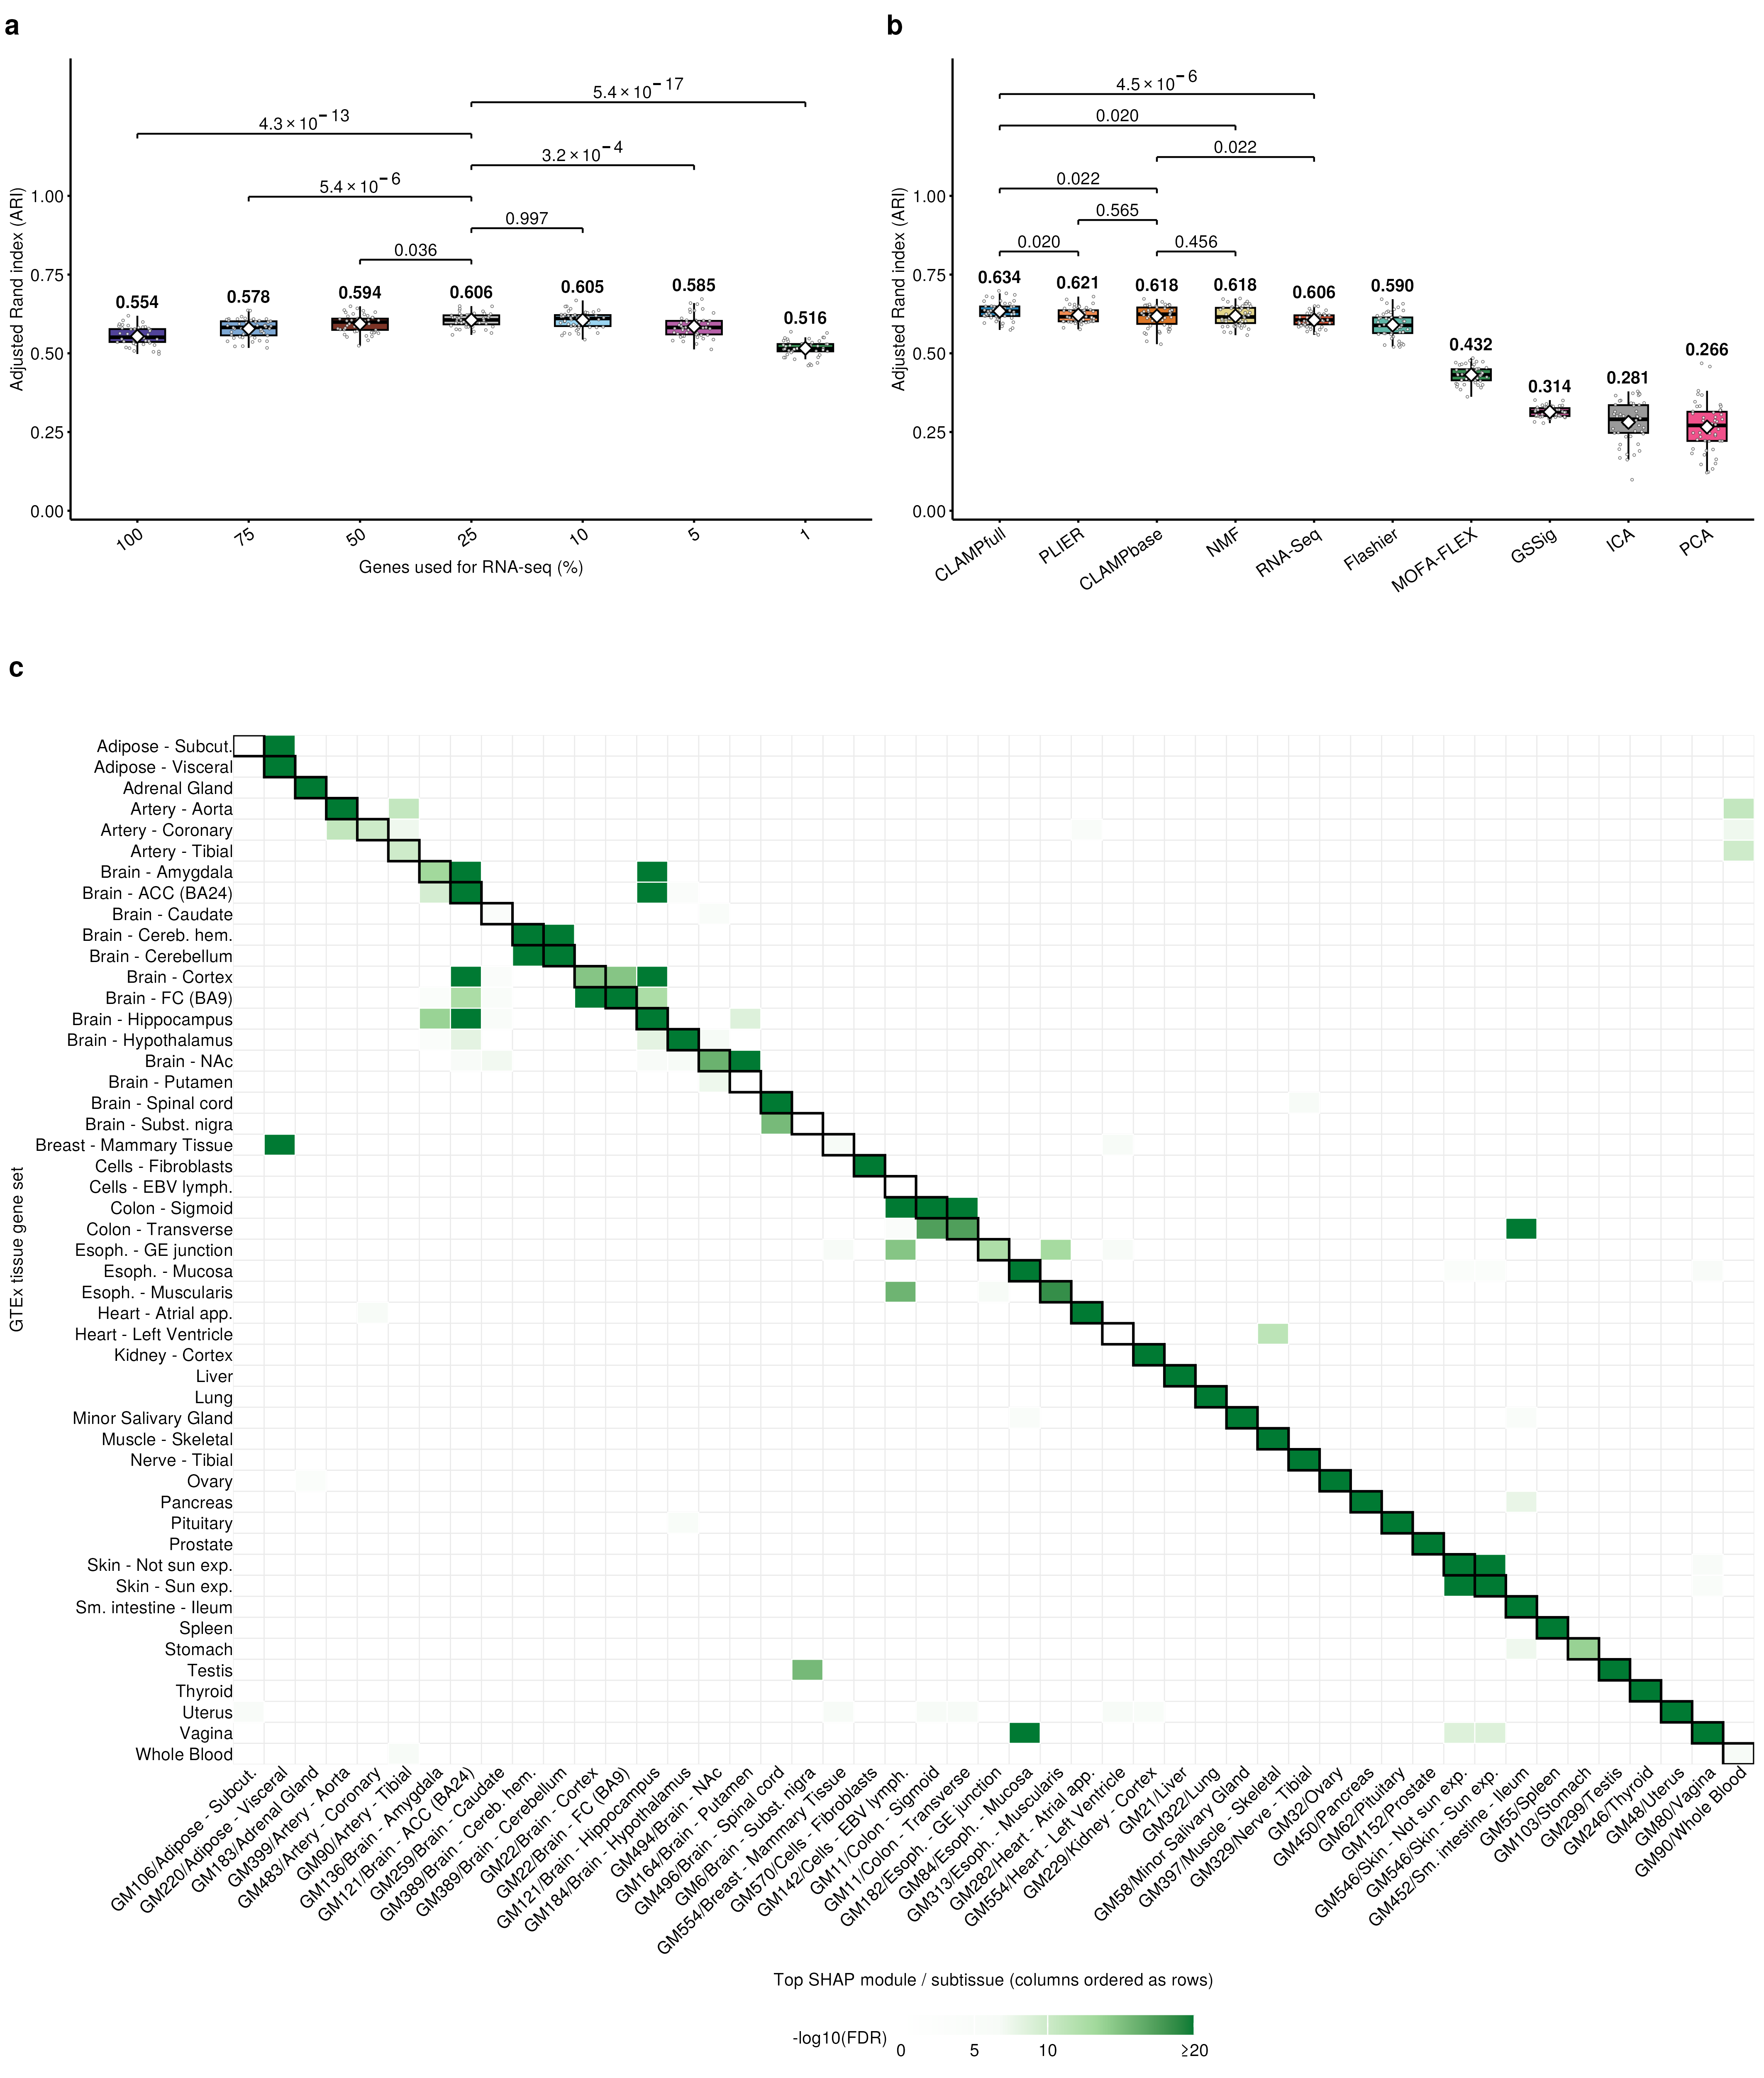 a
5.4×10−17
4.3×10−13
3.2×10−4
5.4×10−6
0.997
0.036
0.554
0.578
0.594
0.606
0.605
0.585
0.516
Adjusted Rand index (ARI)
1.00
0.75
0.50
0.25
0.00
100
75
50
25
10
5
1
Genes used for RNA-seq (%)
b
4.5×10−6
0.020
0.022
0.022
0.565
0.020
0.456
0.634
0.621
0.618
0.618
0.606
0.590
0.432
0.314
0.281
0.266
Adjusted Rand index (ARI)
1.00
0.75
0.50
0.25
0.00
CLAMPfull
PLIER
CLAMPbase
NMF
RNA-Seq
Flashier
MOFA-FLEX
GSSig
ICA
PCA
c
GTEx tissue gene set
Adipose - Subcut.
Adipose - Visceral
Adrenal Gland
Artery - Aorta
Artery - Coronary
Artery - Tibial
Brain - Amygdala
Brain - ACC (BA24)
Brain - Caudate
Brain - Cereb. hem.
Brain - Cerebellum
Brain - Cortex
Brain - FC (BA9)
Brain - Hippocampus
Brain - Hypothalamus
Brain - NAc
Brain - Putamen
Brain - Spinal cord
Brain - Subst. nigra
Breast - Mammary Tissue
Cells - Fibroblasts
Cells - EBV lymph.
Colon - Sigmoid
Colon - Transverse
Esoph. - GE junction
Esoph. - Mucosa
Esoph. - Muscularis
Heart - Atrial app.
Heart - Left Ventricle
Kidney - Cortex
Liver
Lung
Minor Salivary Gland
Muscle - Skeletal
Nerve - Tibial
Ovary
Pancreas
Pituitary
Prostate
Skin - Not sun exp.
Skin - Sun exp.
Sm. intestine - Ileum
Spleen
Stomach
Testis
Thyroid
Uterus
Vagina
Whole Blood
GM106/Adipose - Subcut.
GM220/Adipose - Visceral
GM183/Adrenal Gland
GM399/Artery - Aorta
GM483/Artery - Coronary
GM90/Artery - Tibial
GM136/Brain - Amygdala
GM121/Brain - ACC (BA24)
GM259/Brain - Caudate
GM389/Brain - Cereb. hem.
GM389/Brain - Cerebellum
GM22/Brain - Cortex
GM22/Brain - FC (BA9)
GM121/Brain - Hippocampus
GM184/Brain - Hypothalamus
GM494/Brain - NAc
GM164/Brain - Putamen
GM496/Brain - Spinal cord
GM6/Brain - Subst. nigra
GM554/Breast - Mammary Tissue
GM570/Cells - Fibroblasts
GM142/Cells - EBV lymph.
GM11/Colon - Sigmoid
GM11/Colon - Transverse
GM182/Esoph. - GE junction
GM84/Esoph. - Mucosa
GM313/Esoph. - Muscularis
GM282/Heart - Atrial app.
GM554/Heart - Left Ventricle
GM229/Kidney - Cortex
GM21/Liver
GM322/Lung
GM58/Minor Salivary Gland
GM397/Muscle - Skeletal
GM329/Nerve - Tibial
GM32/Ovary
GM450/Pancreas
GM62/Pituitary
GM152/Prostate
GM546/Skin - Not sun exp.
GM546/Skin - Sun exp.
GM452/Sm. intestine - Ileum
GM55/Spleen
GM103/Stomach
GM299/Testis
GM246/Thyroid
GM48/Uterus
GM80/Vagina
GM90/Whole Blood
Top SHAP module / subtissue (columns ordered as rows)
-log10(FDR)
0
5
10
≥20